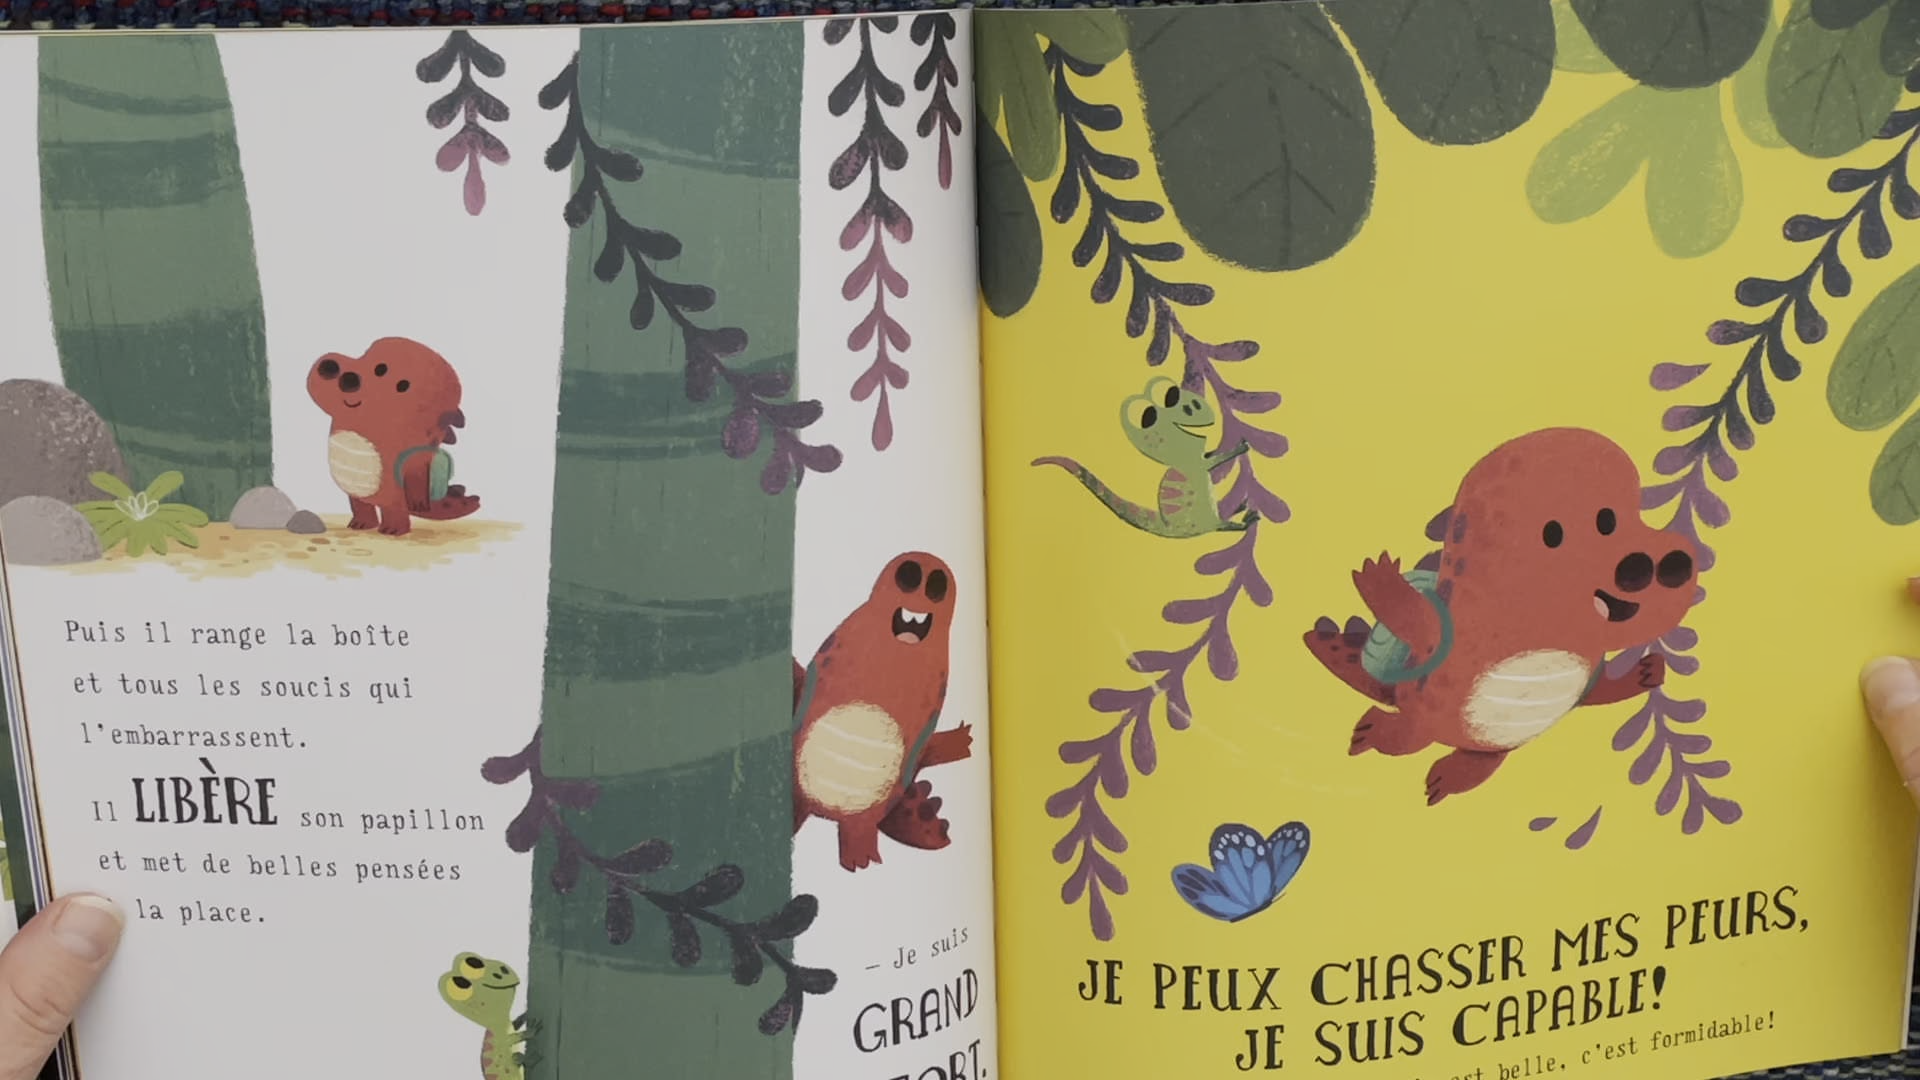 Puis il range la boîte
et tous les soucis qui
l'embarrassent.
Il LIBÈRE son papillon
et met de belles pensées
la place.
— Je suis
GRAND
JE PEUX CHASSER MES PEURS,
JE SUIS CAPABLE!
belle, c'est formidable!